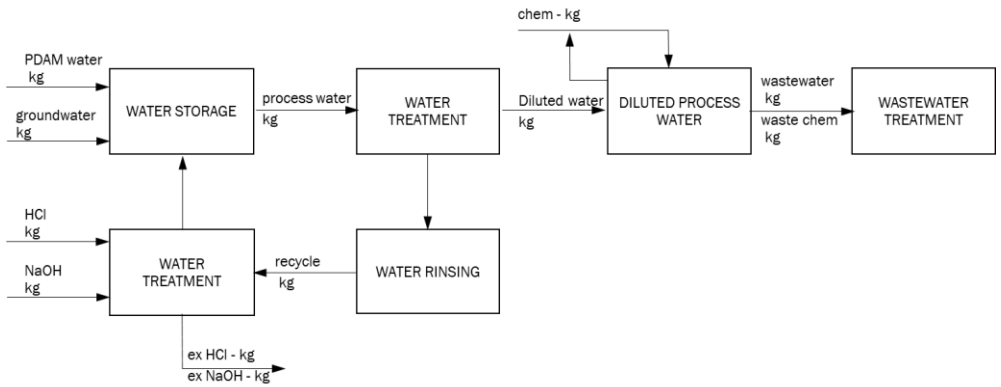 chem - kg
PDAM water
kg
groundwater
kg
WATER STORAGE
process water
kg
WATER
TREATMENT
Diluted water
kg
DILUTED PROCESS
WATER
wastewater
kg
waste chem
kg
WASTEWATER
TREATMENT
HCl
kg
NaOH
kg
WATER
TREATMENT
recycle
kg
WATER RINSING
ex HCl - kg
ex NaOH - kg